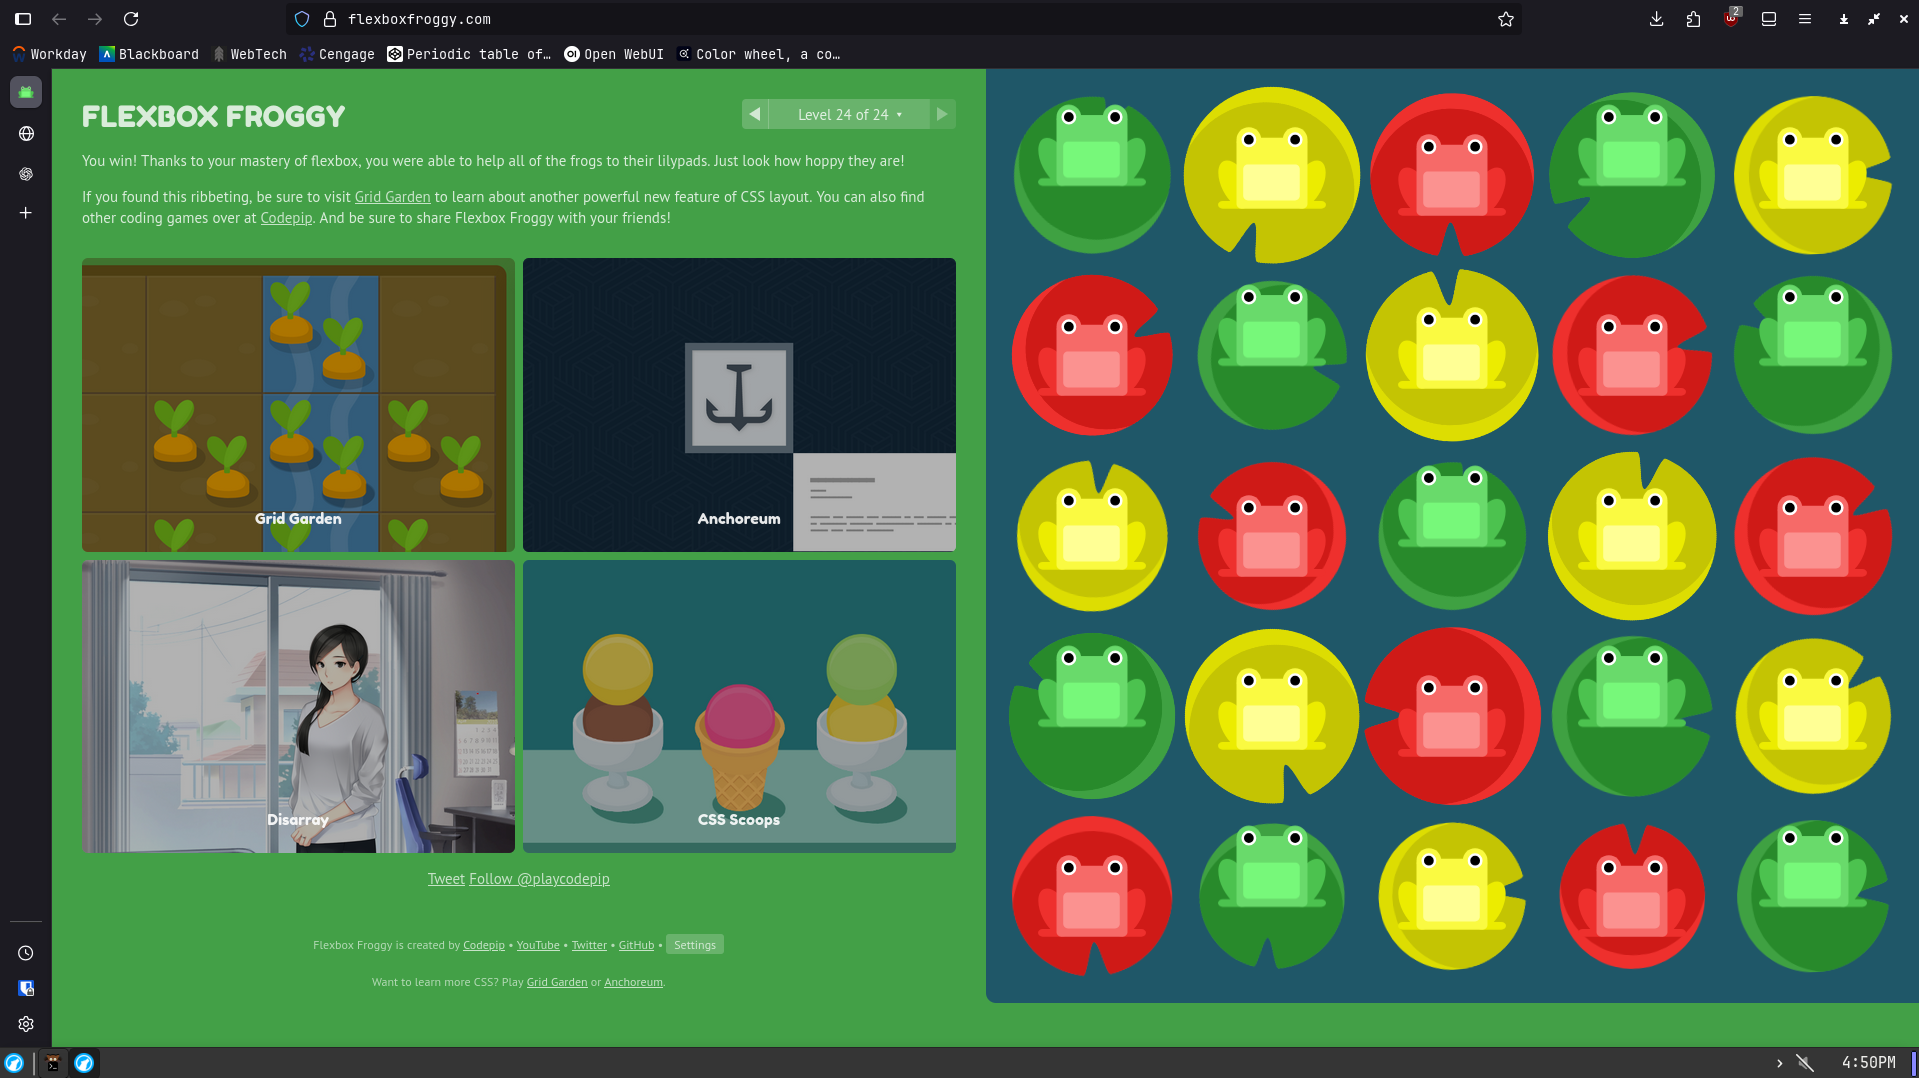 flexboxfroggy.com
2
Workday
Blackboard
WebTech
Cengage
Periodic table of…
Open WebUI
Color wheel, a co…
FLEXBOX FROGGY
Level 24 of 24
You win! Thanks to your mastery of flexbox, you were able to help all of the frogs to their lilypads. Just look how hoppy they are!
If you found this ribbeting, be sure to visit Grid Garden to learn about another powerful new feature of CSS layout. You can also find
other coding games over at Codepip. And be sure to share Flexbox Froggy with your friends!
Grid Garden
Anchoreum
Disarray
CSS Scoops
Tweet Follow @playcodepip
Flexbox Froggy is created by Codepip • YouTube • Twitter • GitHub • Settings
Want to learn more CSS? Play Grid Garden or Anchoreum.
4:50PM